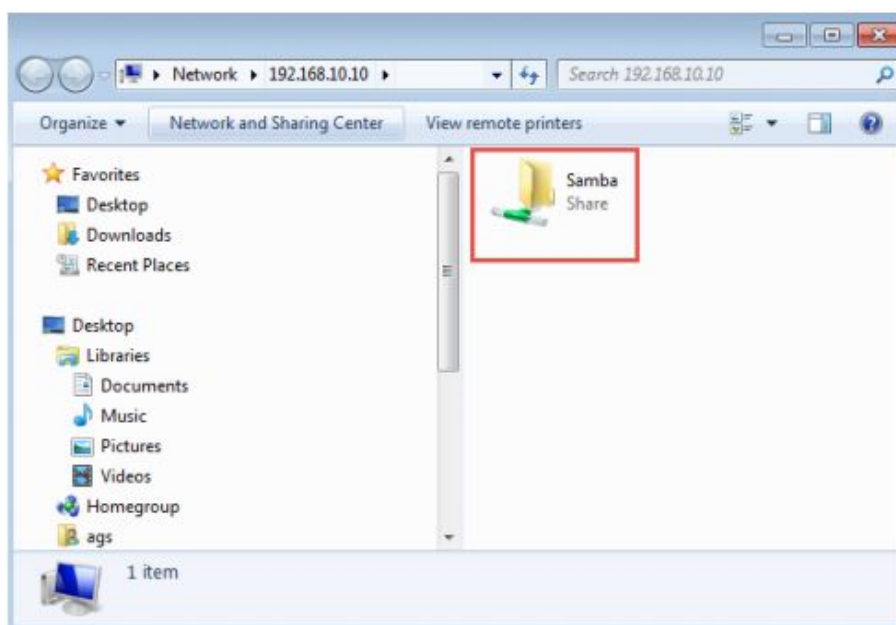 Network 192.168.10.10
Search 192.168.10.10
Organize
Network and Sharing Center
View remote printers
Favorites
Desktop
Downloads
Recent Places
Desktop
Libraries
Documents
Music
Pictures
Videos
Homegroup
ags
Samba
Share
1 item